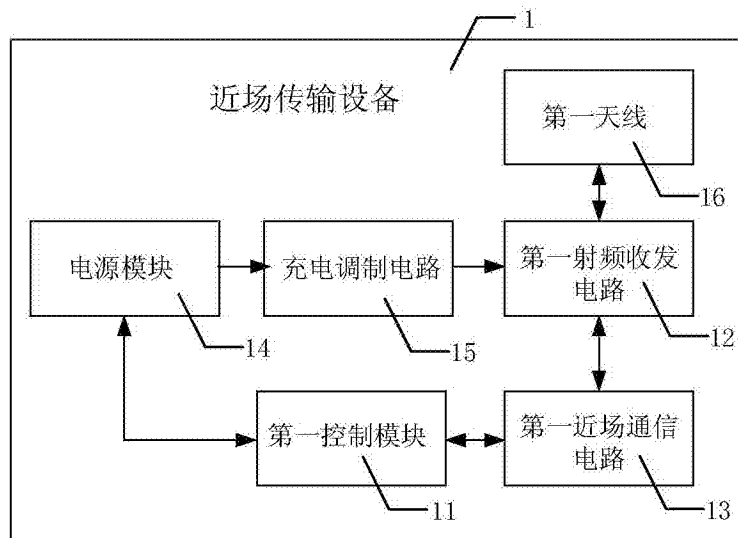 1
近场传输设备
第一天线
16
电源模块
14
充电调制电路
15
第一射频收发
电路
12
第一控制模块
11
第一近场通信
电路
13